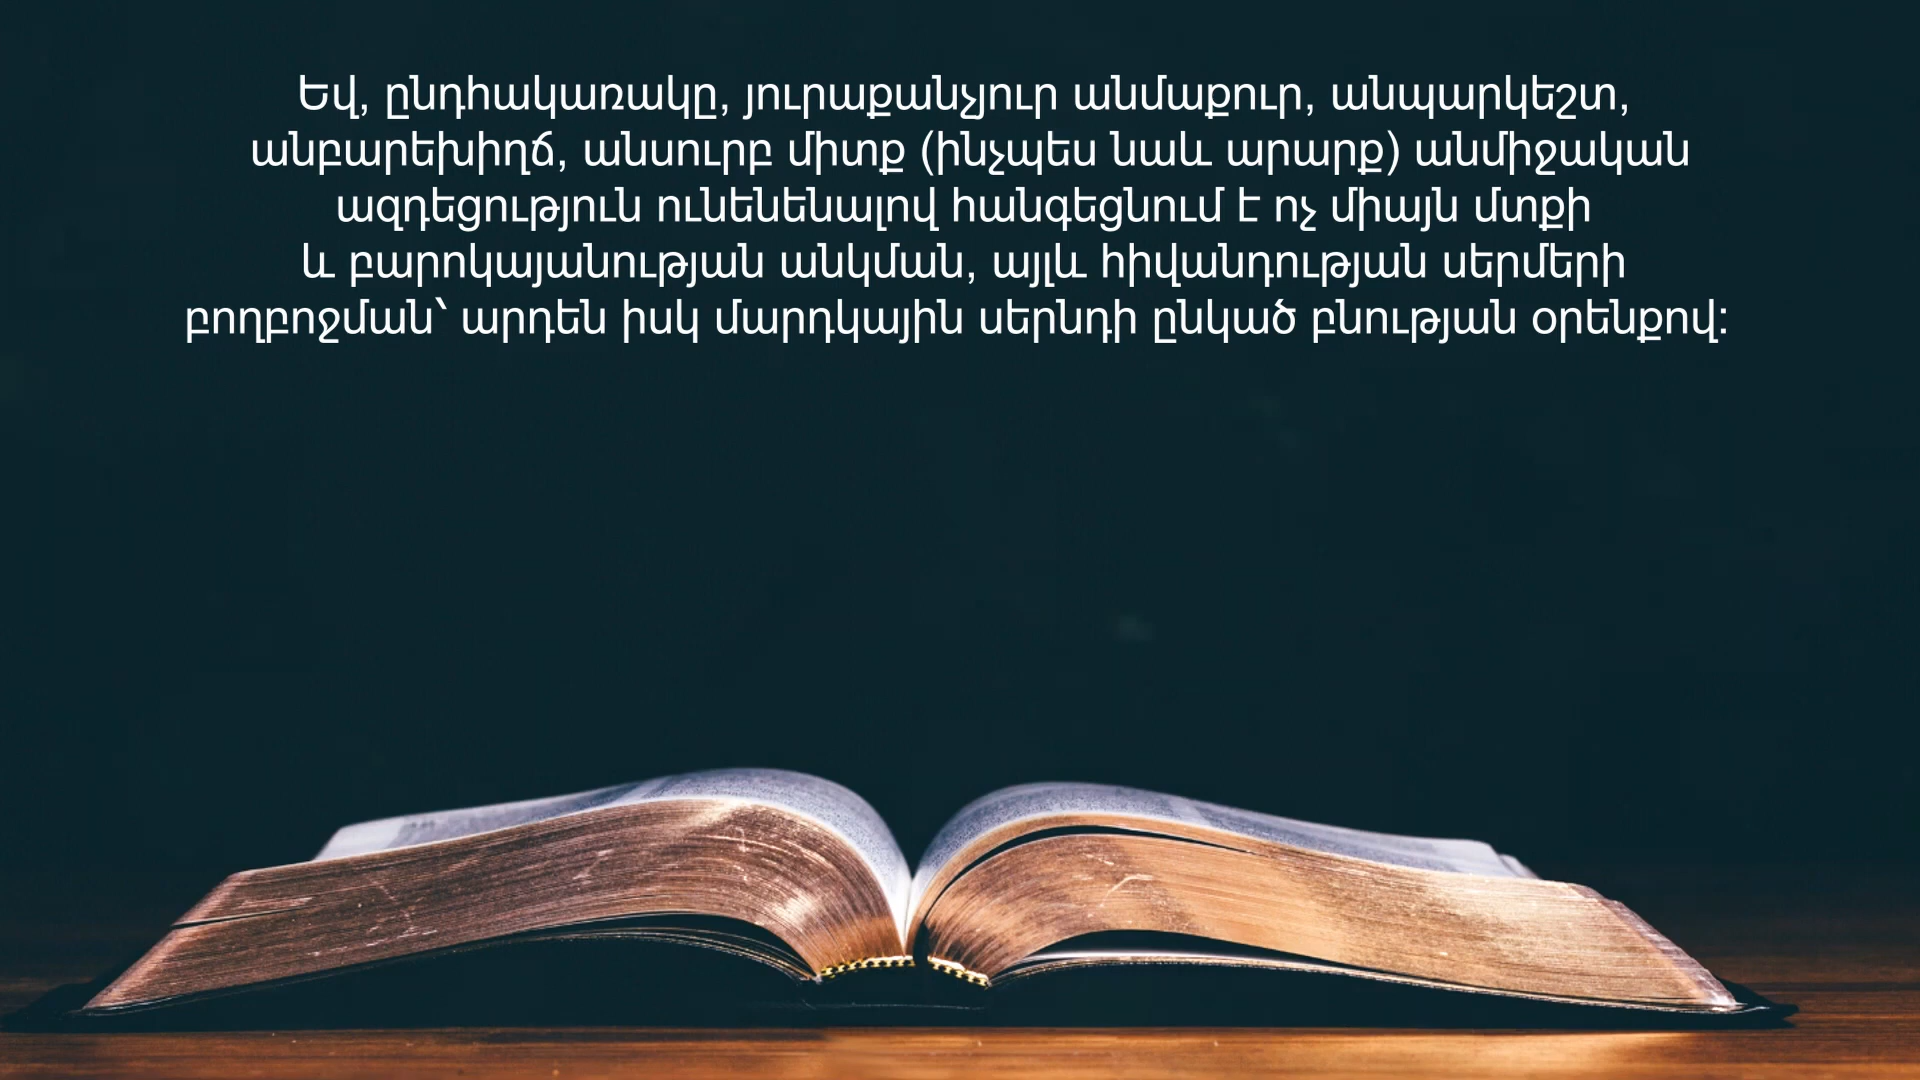 Եվ, ընդհակառակը, յուրաքանչյուր անմաքուր, անպարկեշտ,
անբարեխիղճ, անսուրբ միտք (ինչպես նաև արարք) անմիջական
ազդեցություն ունենենալով հանգեցնում է ոչ միայն մտքի
և բարոկայանության անկման, այլև հիվանդության սերմերի
բողբոջման՝ արդեն իսկ մարդկային սերնդի ընկած բնության օրենքով: